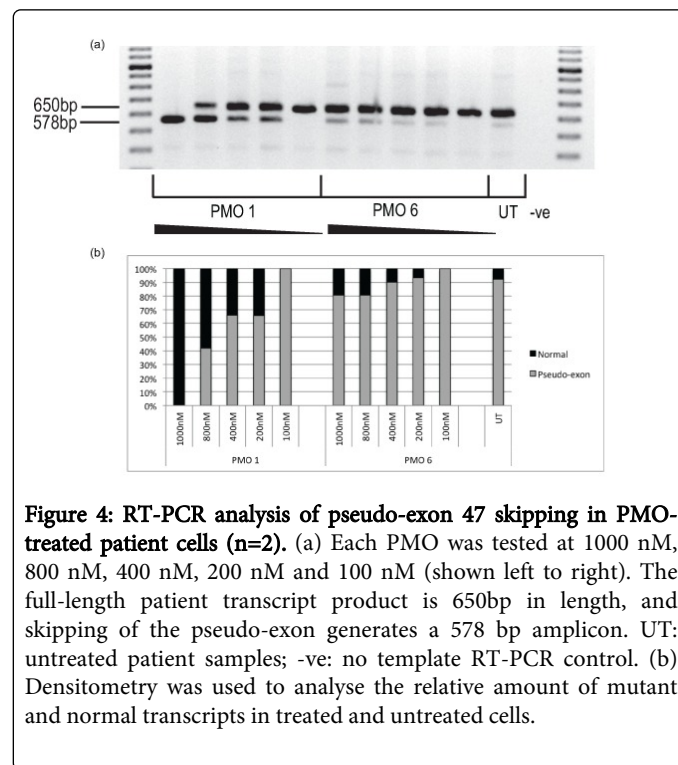 (a)
650bp
578bp
PMO 1 PMO 6 UT -ve
(b)
100%
90%
80%
70%
60%
50%
40%
30%
20%
10%
0%
1000nM 800nM 400nM 200nM 100nM 1000nM 800nM 400nM 200nM 100nM UT
PMO 1 PMO 6
Normal
Pseudo-exon
Figure 4: RT-PCR analysis of pseudo-exon 47 skipping in PMO-
treated patient cells (n=2). (a) Each PMO was tested at 1000 nM,
800 nM, 400 nM, 200 nM and 100 nM (shown left to right). The
full-length patient transcript product is 650bp in length, and
skipping of the pseudo-exon generates a 578 bp amplicon. UT:
untreated patient samples; -ve: no template RT-PCR control. (b)
Densitometry was used to analyse the relative amount of mutant
and normal transcripts in treated and untreated cells.